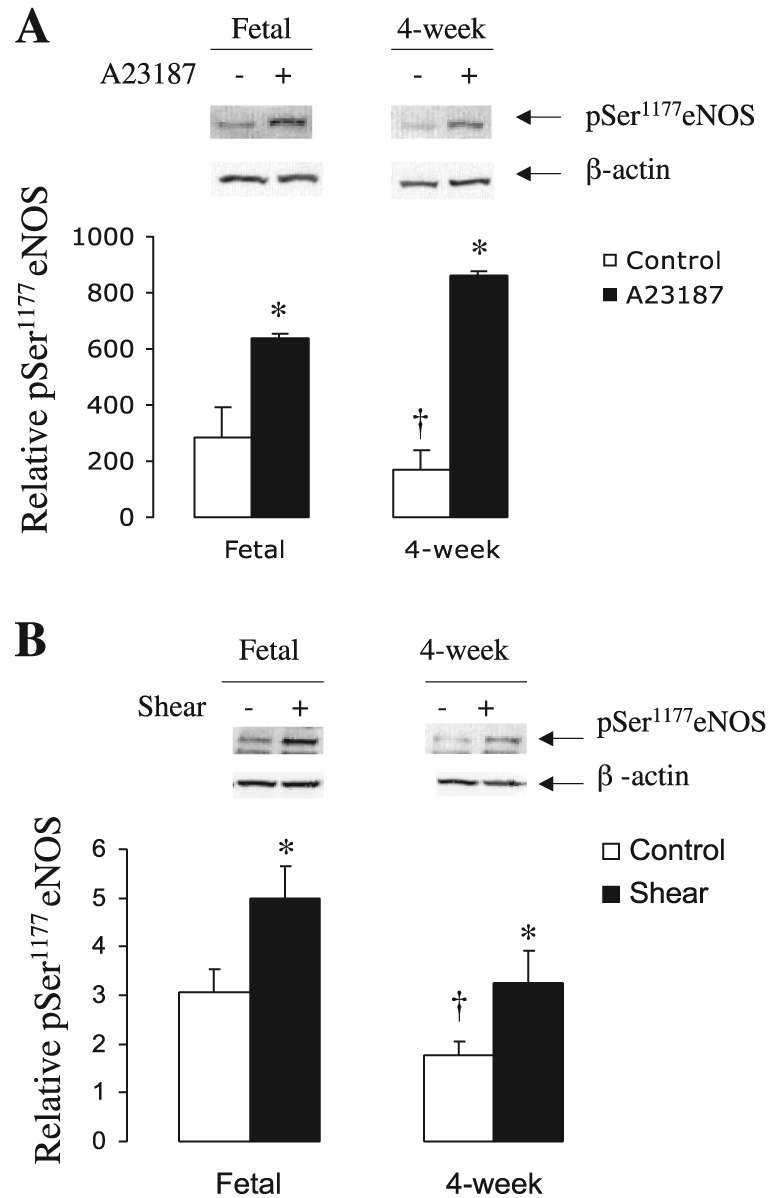 A
Fetal 4-week
A23187 - + - +
pSer¹¹⁷⁷eNOS
β-actin
Relative pSer¹¹⁷⁷ eNOS
1000
800
600
400
200
0
* † *
Control
A23187
Fetal 4-week
B
Fetal 4-week
Shear - + - +
pSer¹¹⁷⁷eNOS
β -actin
Relative pSer¹¹⁷⁷ eNOS
6
5
4
3
2
1
0
* † *
Control
Shear
Fetal 4-week